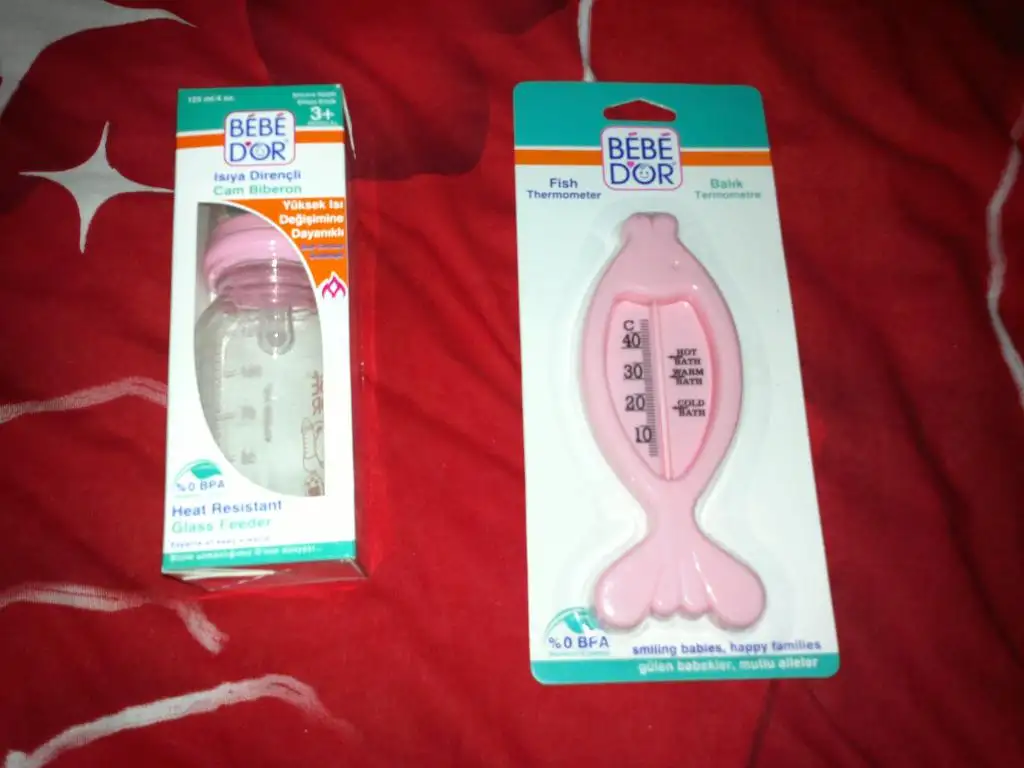 125 ml/4 oz.
3+
BÉBÉ
D'OR
Isıya Dirençli
Cam Biberon
Yüksek Isı
Değişimine
Dayanıklı
%0 BPA
Heat Resistant
Glass Feeder
BÉBÉ
D'OR
Fish
Thermometer
Balık
Termometre
C
40
30
20
10
HOT
BATH
WARM
BATH
COLD
BATH
%0 BPA
smiling babies, happy families
gülen bebekler, mutlu aileler